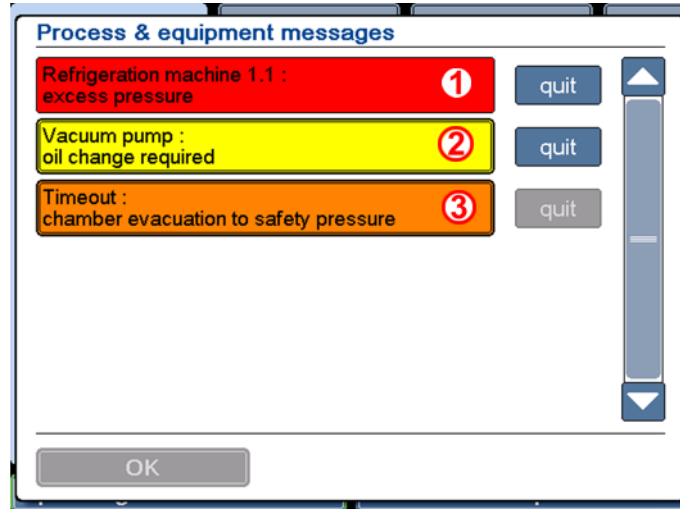 Process & equipment messages
Refrigeration machine 1.1 :
excess pressure
1
quit
Vacuum pump :
oil change required
2
quit
Timeout :
chamber evacuation to safety pressure
3
quit
OK